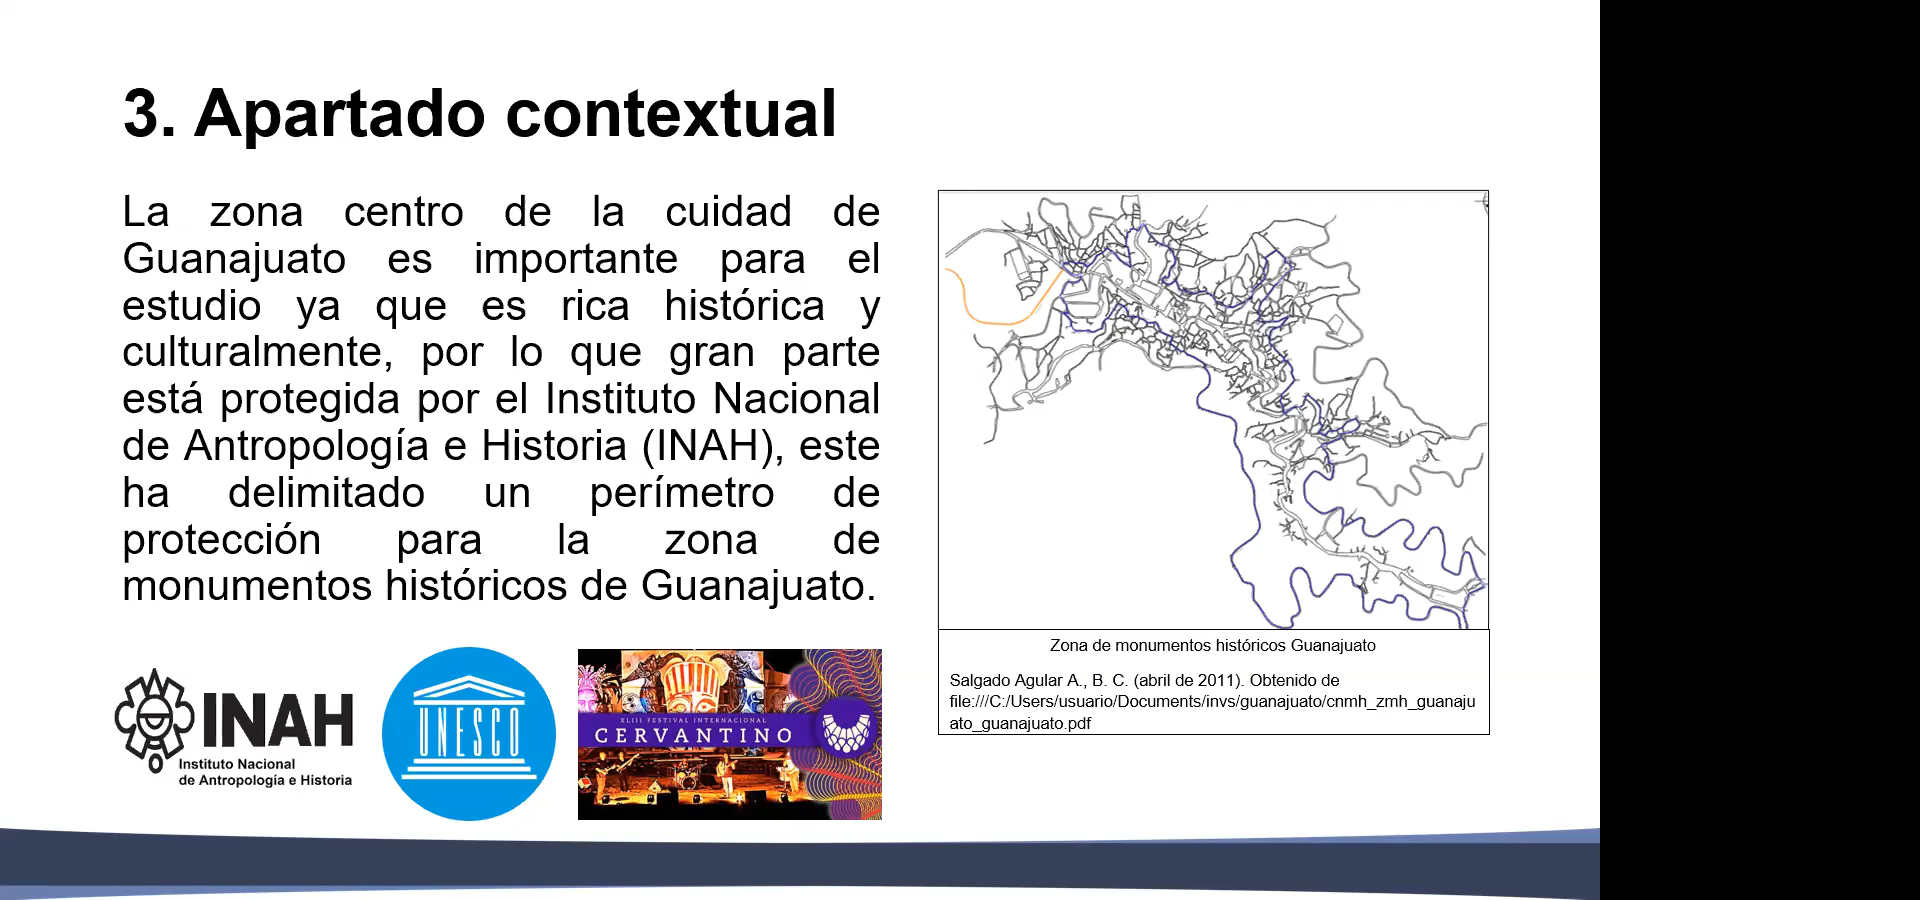 3. Apartado contextual
La zona centro de la cuidad de
Guanajuato es importante para el
estudio ya que es rica histórica y
culturalmente, por lo que gran parte
está protegida por el Instituto Nacional
de Antropología e Historia (INAH), este
ha delimitado un perímetro de
protección para la zona de
monumentos históricos de Guanajuato.
INAH
Instituto Nacional
de Antropología e Historia
UNESCO
XLIII FESTIVAL INTERNACIONAL
CERVANTINO
Zona de monumentos históricos Guanajuato
Salgado Agular A., B. C. (abril de 2011). Obtenido de
file:///C:/Users/usuario/Documents/invs/guanajuato/cnmh_zmh_guanaju
ato_guanajuato.pdf